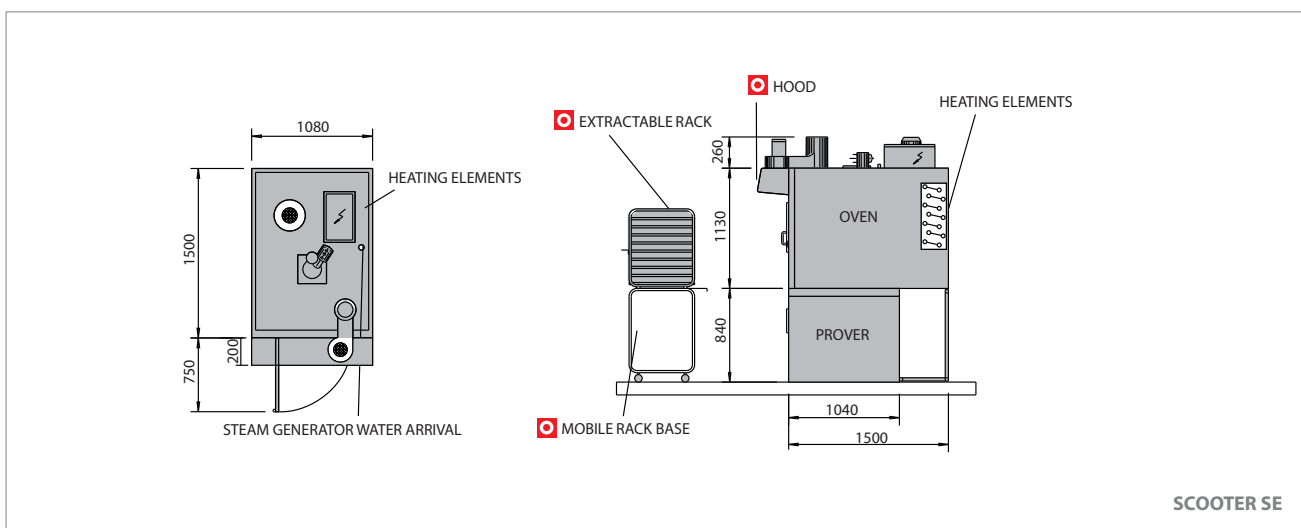 1080
HEATING ELEMENTS
1500
200
750
STEAM GENERATOR WATER ARRIVAL
HOOD
EXTRACTABLE RACK
HEATING ELEMENTS
260
OVEN
1130
840
PROVER
MOBILE RACK BASE
1040
1500
SCOOTER SE